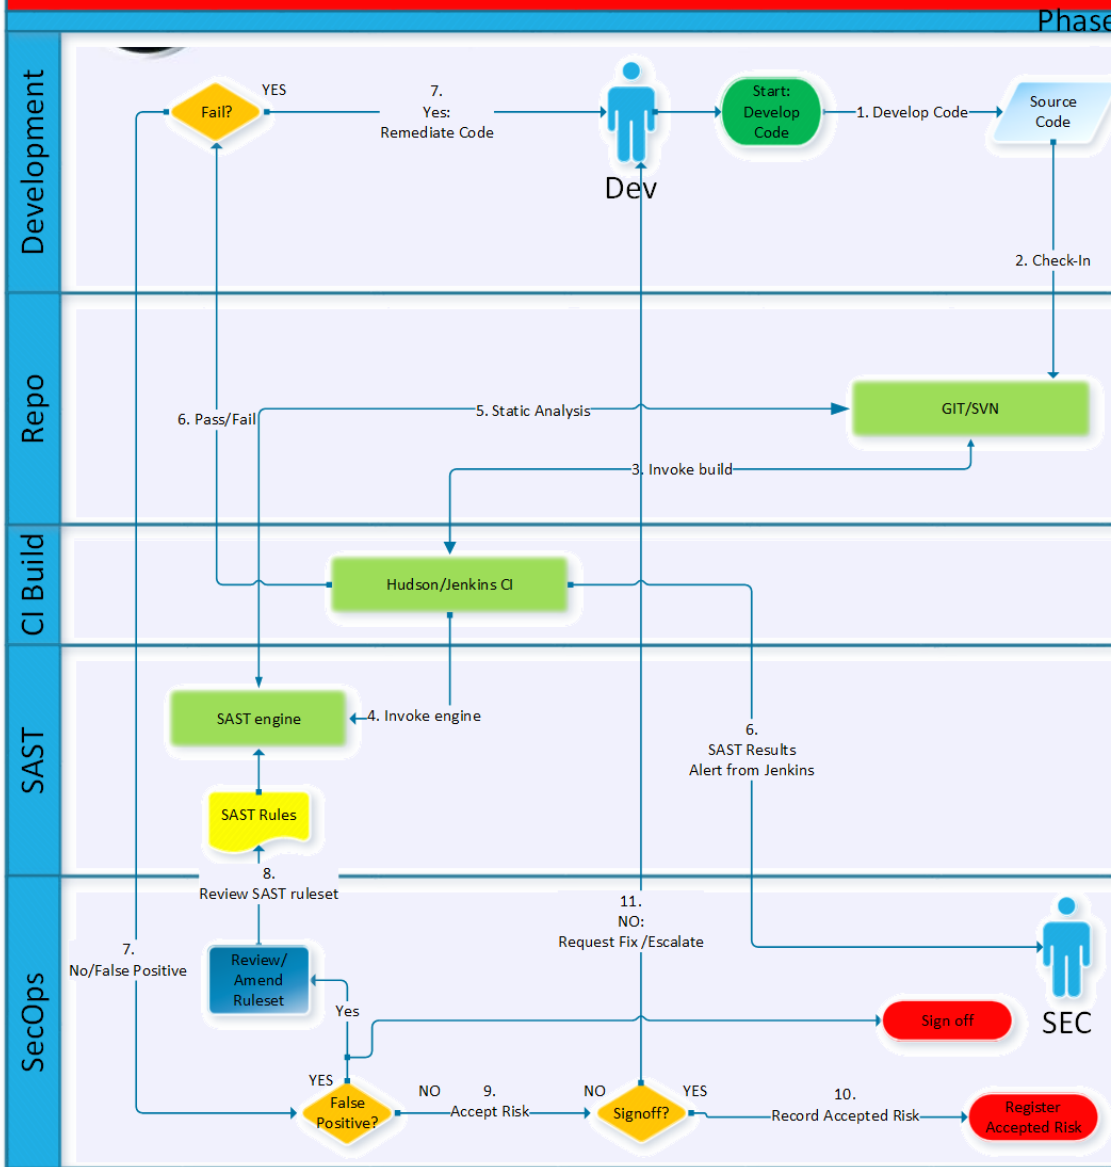 Phase
Development
YES
Fail?
7.
Yes:
Remediate Code
Dev
Start:
Develop
Code
1. Develop Code
Source
Code
2. Check-In
Repo
6. Pass/Fail
5. Static Analysis
GIT/SVN
3. Invoke build
CI Build
Hudson/Jenkins CI
SAST
SAST engine
4. Invoke engine
6.
SAST Results
Alert from Jenkins
SAST Rules
8.
Review SAST ruleset
SecOps
7.
No/False Positive
Review/
Amend
Ruleset
Yes
11.
NO:
Request Fix /Escalate
SEC
Sign off
YES
False
Positive?
NO
9.
Accept Risk
NO
Signoff?
YES
10.
Record Accepted Risk
Register
Accepted Risk